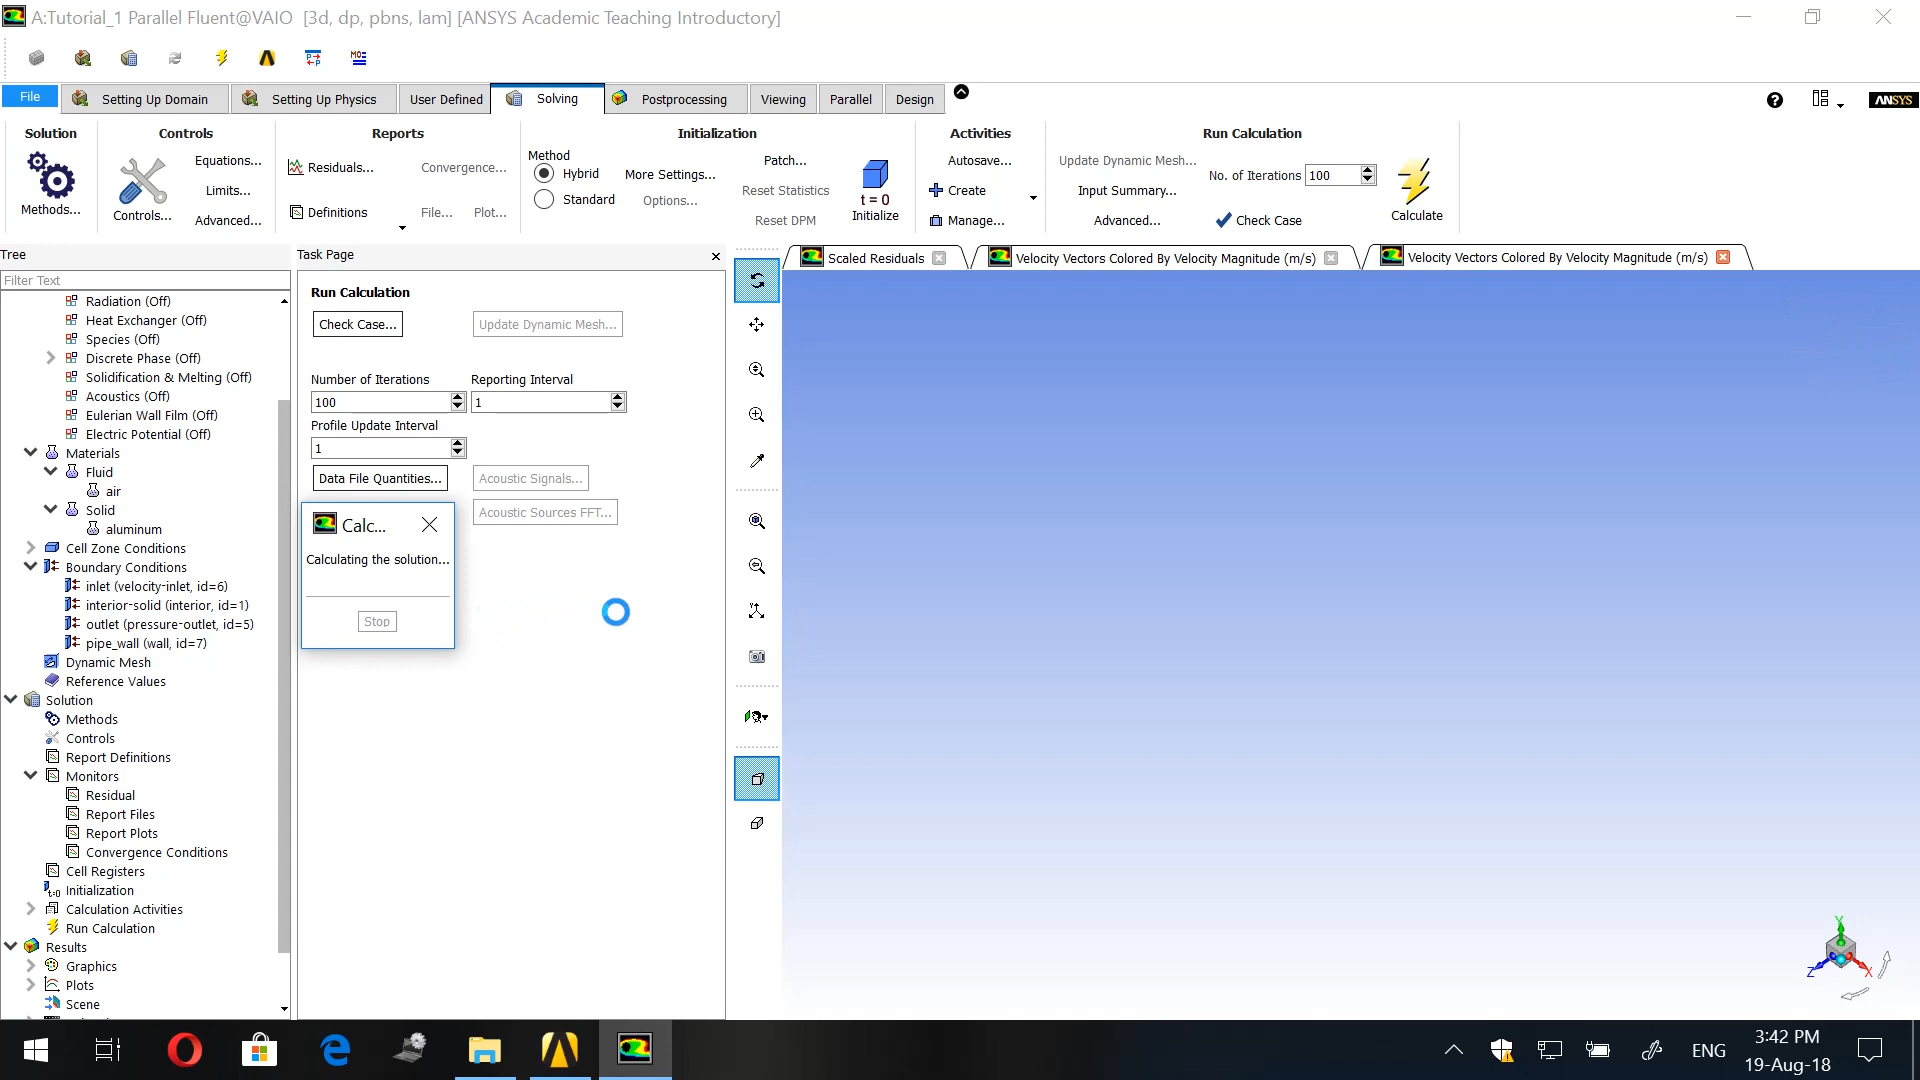 A:Tutorial_1 Parallel Fluent@VAIO [3d, dp, pbns, lam] [ANSYS Academic Teaching Introductory]
File
Setting Up Domain
Setting Up Physics
User Defined
Solving
Postprocessing
Viewing
Parallel
Design
ANSYS
Solution
Methods...
Controls
Controls...
Equations...
Limits...
Advanced...
Reports
Residuals...
Definitions
Convergence...
File...
Plot...
Initialization
Method
Hybrid
Standard
More Settings...
Options...
Patch...
Reset Statistics
Reset DPM
t = 0
Initialize
Activities
Autosave...
Create
Manage...
Run Calculation
Update Dynamic Mesh...
Input Summary...
Advanced...
No. of Iterations 100
Check Case
Calculate
Tree
Filter Text
Radiation (Off)
Heat Exchanger (Off)
Species (Off)
Discrete Phase (Off)
Solidification & Melting (Off)
Acoustics (Off)
Eulerian Wall Film (Off)
Electric Potential (Off)
Materials
Fluid
air
Solid
aluminum
Cell Zone Conditions
Boundary Conditions
inlet (velocity-inlet, id=6)
interior-solid (interior, id=1)
outlet (pressure-outlet, id=5)
pipe_wall (wall, id=7)
Dynamic Mesh
Reference Values
Solution
Methods
Controls
Report Definitions
Monitors
Residual
Report Files
Report Plots
Convergence Conditions
Cell Registers
Initialization
Calculation Activities
Run Calculation
Results
Graphics
Plots
Scene
Task Page
Run Calculation
Check Case...
Update Dynamic Mesh...
Number of Iterations
Reporting Interval
100
1
Profile Update Interval
1
Data File Quantities...
Acoustic Signals...
Acoustic Sources FFT...
Calc...
Calculating the solution...
Stop
Scaled Residuals
Velocity Vectors Colored By Velocity Magnitude (m/s)
Velocity Vectors Colored By Velocity Magnitude (m/s)
Y
Z
X
ENG
3:42 PM
19-Aug-18